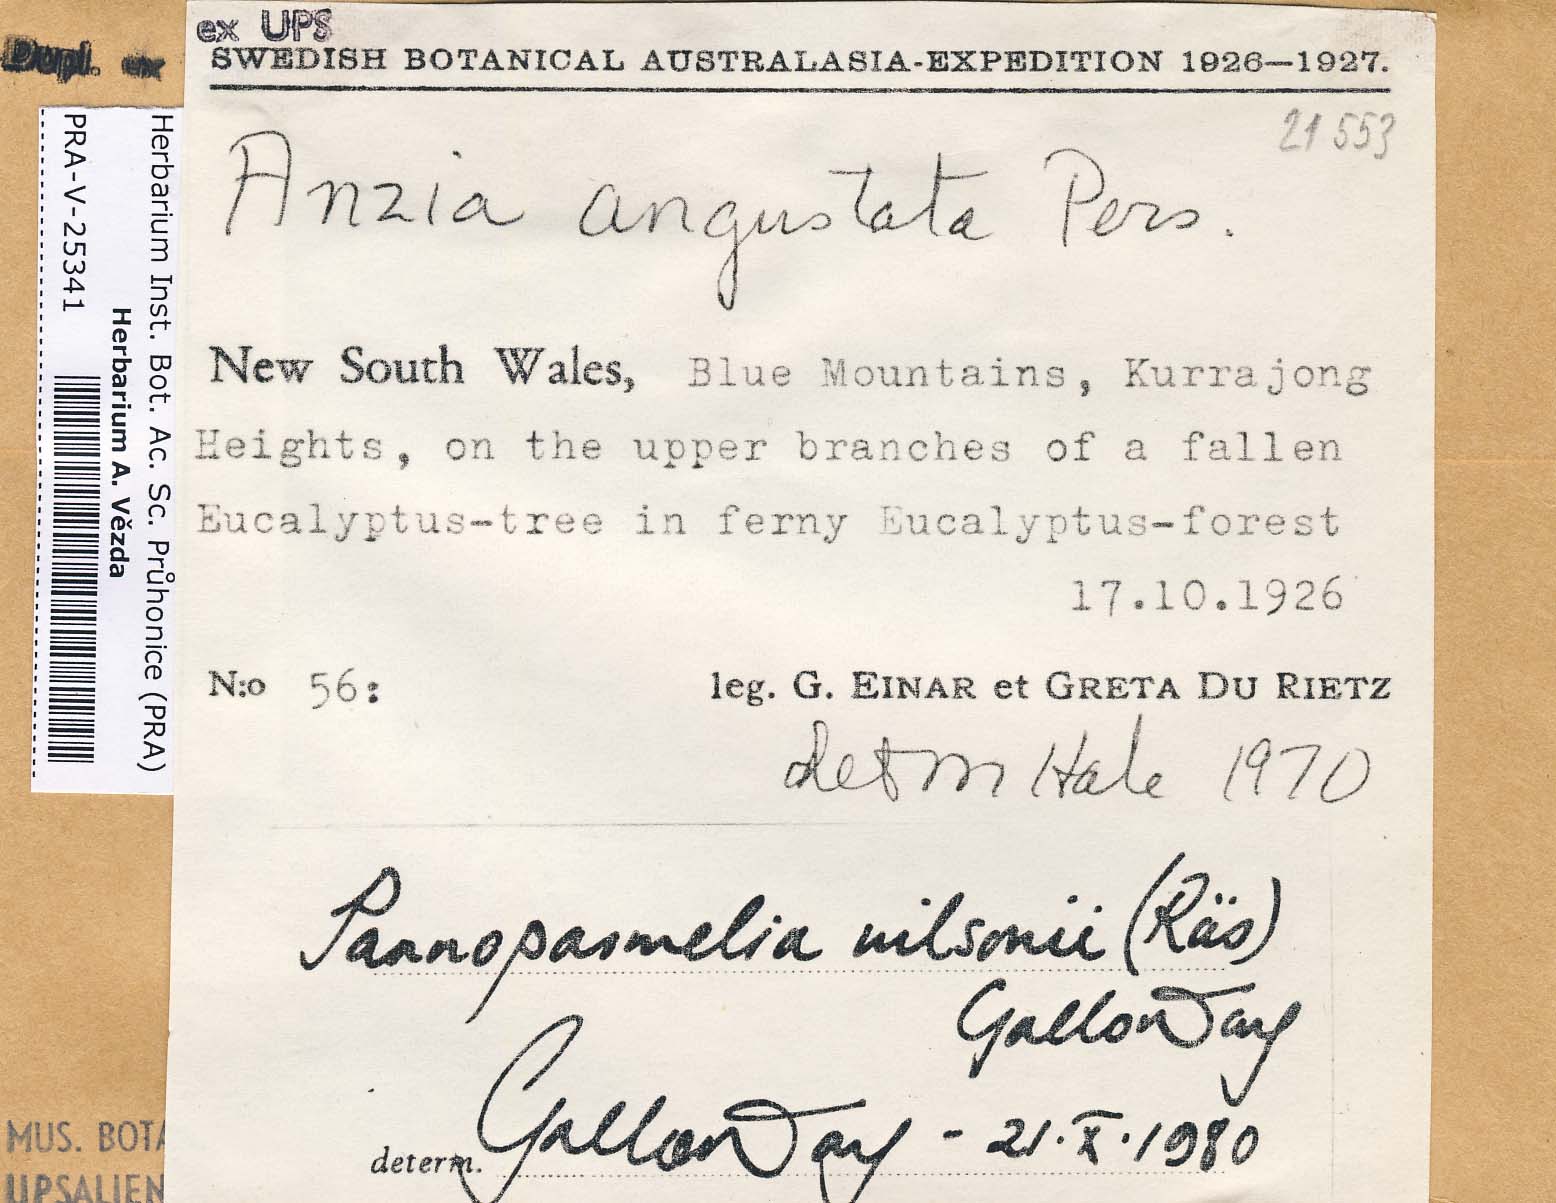 Dupl. ex
ex UPS
SWEDISH BOTANICAL AUSTRALASIA-EXPEDITION 1926—1927.
21 553
Anzia angustata Pers.
New South Wales, Blue Mountains, Kurrajong
Heights, on the upper branches of a fallen
Eucalyptus-tree in ferny Eucalyptus-forest
17.10.1926
N:o 56: leg. G. EINAR et GRETA DU RIETZ
det M Hale 1970
Pannoparmelia wilsonii (Räs)
Galloway
determ. Galloway - 21.X.1980
Herbarium Inst. Bot. Ac. Sc. Průhonice (PRA)
Herbarium A. Vězda
PRA-V-25341
MUS. BOTA
UPSALIEN